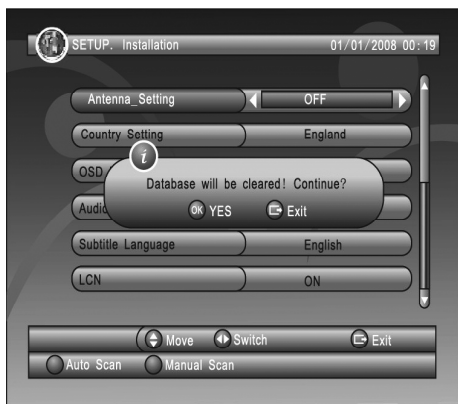 SETUP. Installation 01/01/2008 00:19
Antenna_Setting OFF
Country Setting England
OSD
i
Database will be cleared! Continue?
Audio
OK YES Exit
Subtitle Language English
LCN ON
Move Switch Exit
Auto Scan Manual Scan